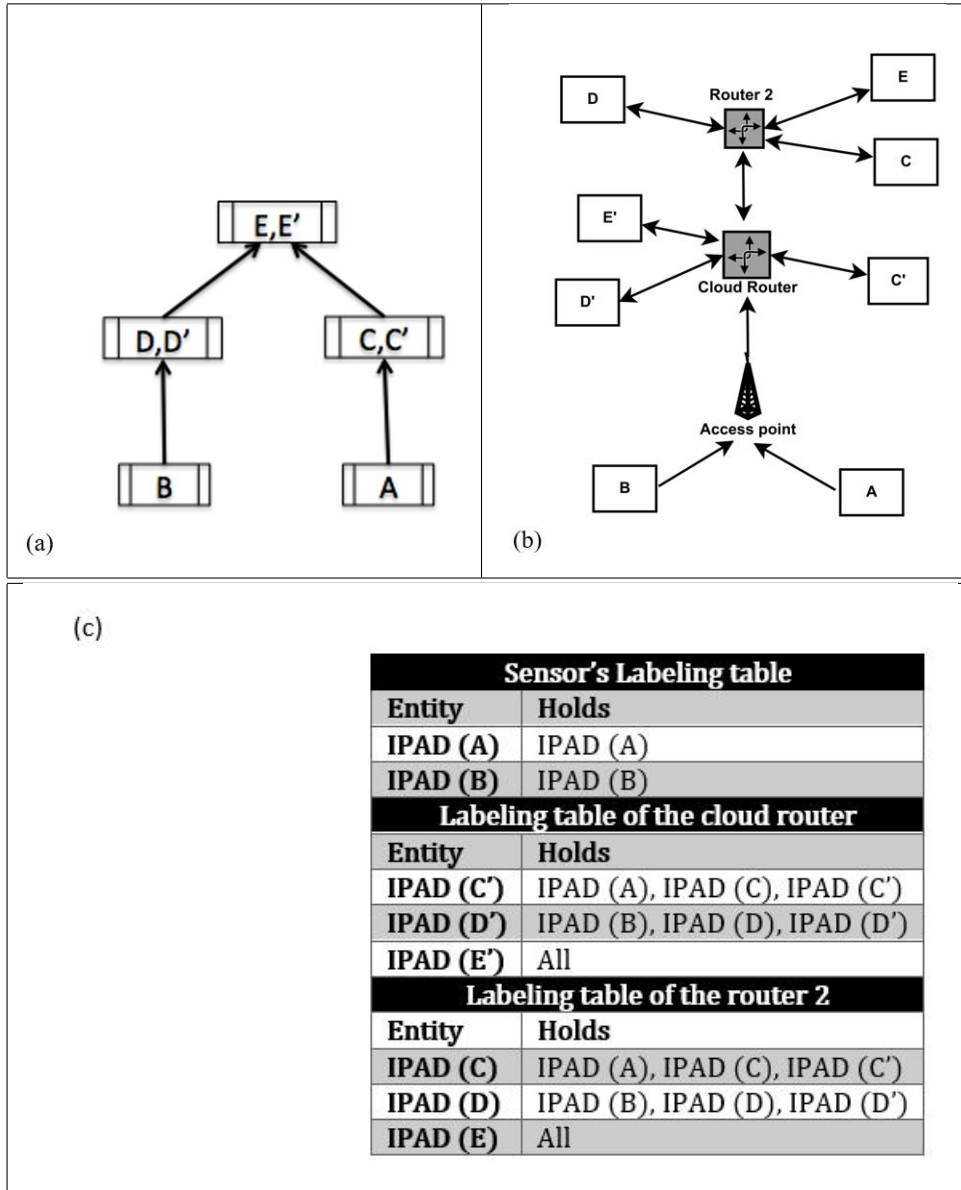 E,E'
D,D' C,C'
B A
(a)
D
Router 2
E
C
E'
D'
Cloud Router
C'
Access point
B
A
(b)
(c)
Sensor's Labeling table
Entity Holds
IPAD (A) IPAD (A)
IPAD (B) IPAD (B)
Labeling table of the cloud router
Entity Holds
IPAD (C') IPAD (A), IPAD (C), IPAD (C')
IPAD (D') IPAD (B), IPAD (D), IPAD (D')
IPAD (E') All
Labeling table of the router 2
Entity Holds
IPAD (C) IPAD (A), IPAD (C), IPAD (C')
IPAD (D) IPAD (B), IPAD (D), IPAD (D')
IPAD (E) All